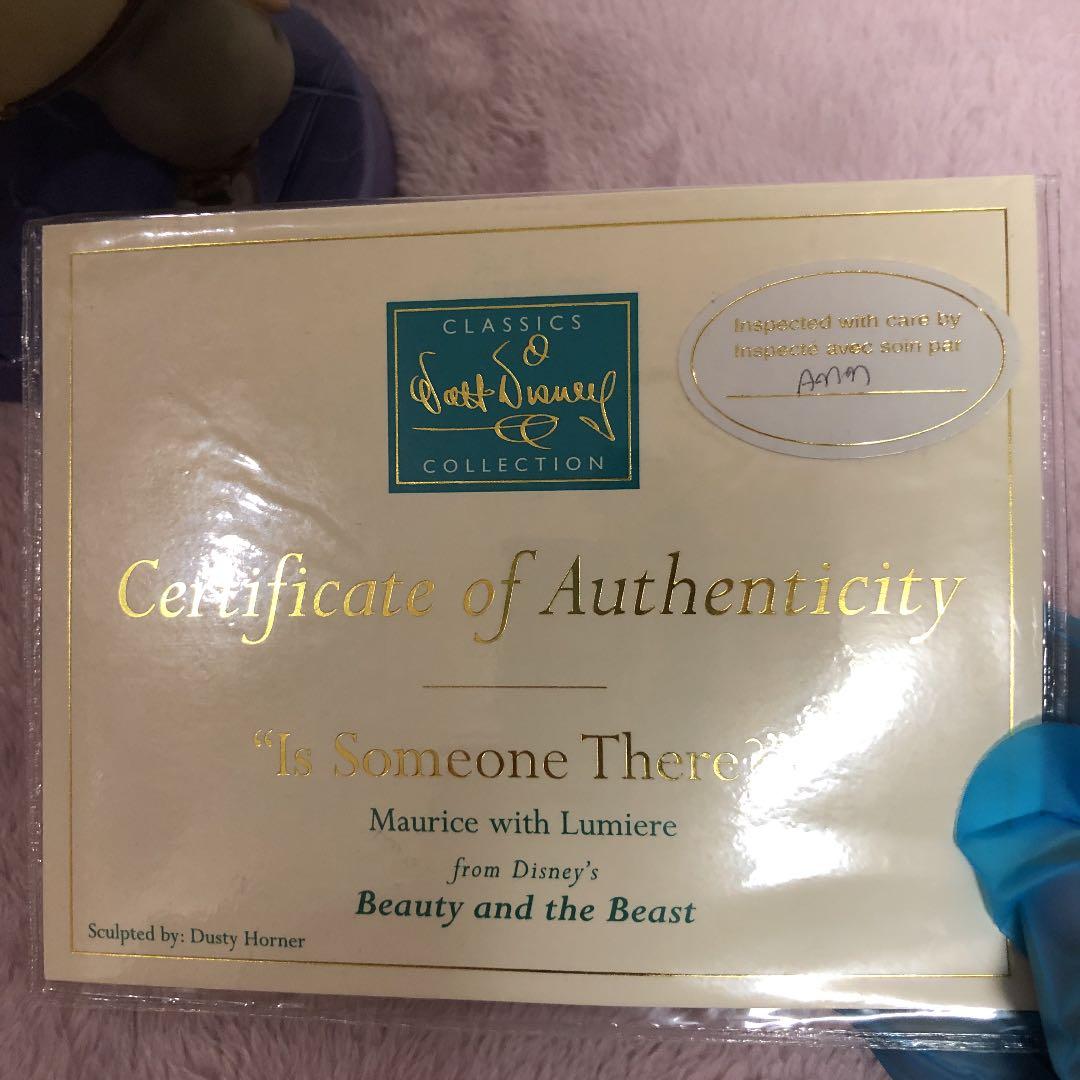 CLASSICS
Walt Disney
COLLECTION
Inspected with care by
Inspecté avec soin par
Certificate of Authenticity
“Is Someone There?”
Maurice with Lumiere
from Disney's
Beauty and the Beast
Sculpted by: Dusty Horner